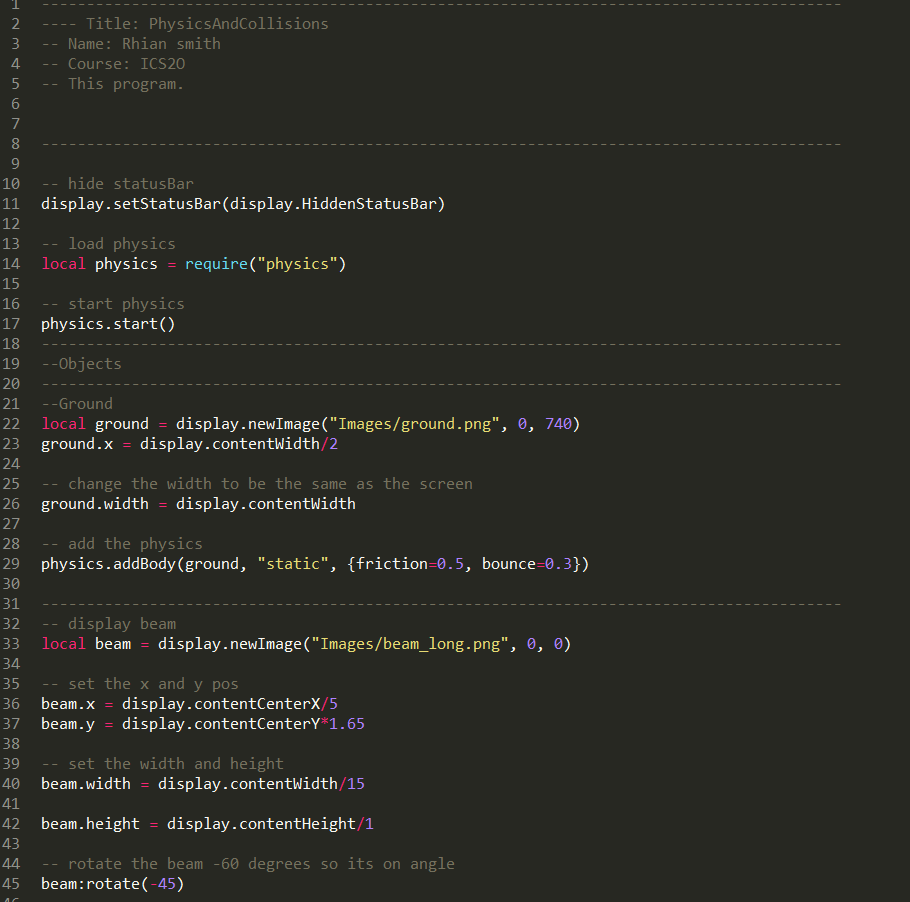 1 -----------------------------------------------------------------------------------------
2 ---- Title: PhysicsAndCollisions
3 -- Name: Rhian smith
4 -- Course: ICS2O
5 -- This program.
6
7
8 -----------------------------------------------------------------------------------------
9
10 -- hide statusBar
11 display.setStatusBar(display.HiddenStatusBar)
12
13 -- load physics
14 local physics = require("physics")
15
16 -- start physics
17 physics.start()
18 -----------------------------------------------------------------------------------------
19 --Objects
20 -----------------------------------------------------------------------------------------
21 --Ground
22 local ground = display.newImage("Images/ground.png", 0, 740)
23 ground.x = display.contentWidth/2
24
25 -- change the width to be the same as the screen
26 ground.width = display.contentWidth
27
28 -- add the physics
29 physics.addBody(ground, "static", {friction=0.5, bounce=0.3})
30
31 -----------------------------------------------------------------------------------------
32 -- display beam
33 local beam = display.newImage("Images/beam_long.png", 0, 0)
34
35 -- set the x and y pos
36 beam.x = display.contentCenterX/5
37 beam.y = display.contentCenterY*1.65
38
39 -- set the width and height
40 beam.width = display.contentWidth/15
41
42 beam.height = display.contentHeight/1
43
44 -- rotate the beam -60 degrees so its on angle
45 beam:rotate(-45)